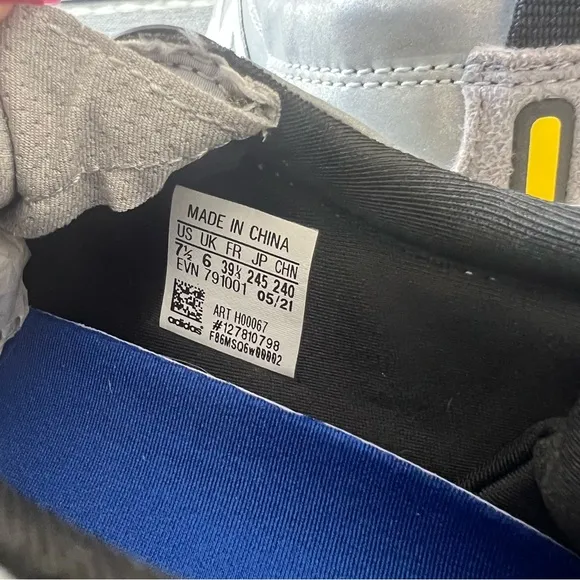 MADE IN CHINA
US UK FR JP CHN
7½ 6 39⅓ 245 240
EVN 791001 05/21
ART H00067
#127810798
F86MSQ6W00002
adidas